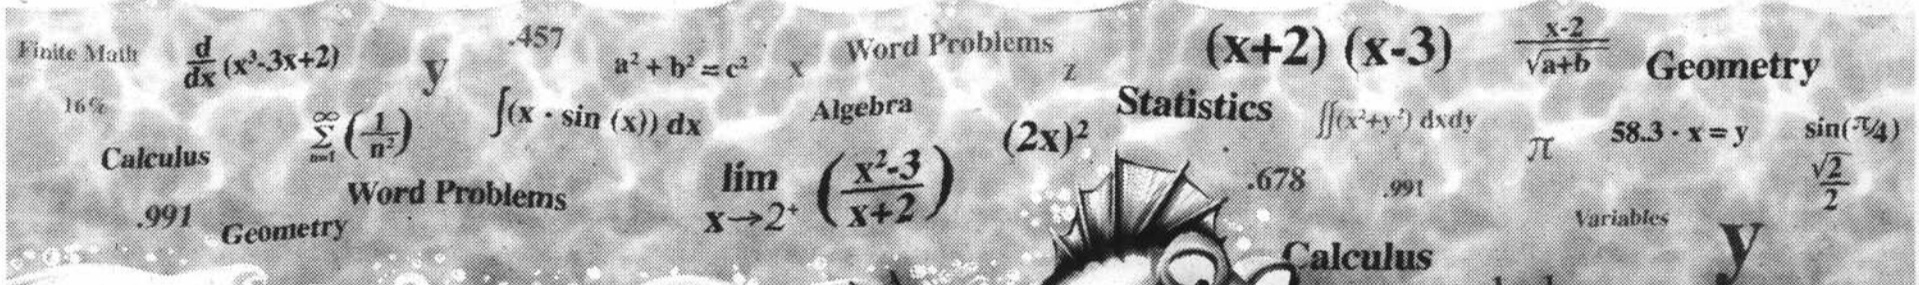 Finite Math
d/dx (x³-3x+2)
y
.457
a² + b² = c²
x
Word Problems
z
(x+2) (x-3)
x-2/√a+b
Geometry
16%
∞ Σ n=1 (1/n²)
∫(x · sin (x)) dx
Algebra
(2x)²
Statistics
∬(x²+y²) dxdy
π
58.3 · x = y
sin(π/4)
√2/2
Calculus
Word Problems
lim x→2⁺ (x²-3/x+2)
.678
.991
.991
Geometry
Variables
y
Calculus